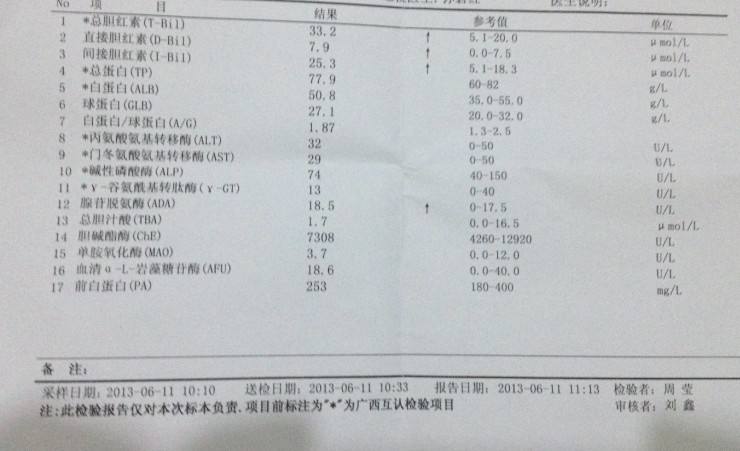 No 项 目 结果 参考值 单位
1 *总胆红素(T-Bil) 33.2 ↑ 5.1-20.0 μmol/L
2 直接胆红素(D-Bil) 7.9 ↑ 0.0-7.5 μmol/L
3 间接胆红素(I-Bil) 25.3 ↑ 5.1-18.3 μmol/L
4 *总蛋白(TP) 77.9 60-82 g/L
5 *白蛋白(ALB) 50.8 35.0-55.0 g/L
6 球蛋白(GLB) 27.1 20.0-32.0 g/L
7 白蛋白/球蛋白(A/G) 1.87 1.3-2.5
8 *丙氨酸氨基转移酶(ALT) 32 0-50 U/L
9 *门冬氨酸氨基转移酶(AST) 29 0-50 U/L
10 *碱性磷酸酶(ALP) 74 40-150 U/L
11 *γ-谷氨酰基转肽酶(γ-GT) 13 0-40 U/L
12 腺苷脱氨酶(ADA) 18.5 ↑ 0-17.5 U/L
13 总胆汁酸(TBA) 1.7 0.0-16.5 μmol/L
14 胆碱酯酶(ChE) 7308 4260-12920 U/L
15 单胺氧化酶(MAO) 3.7 0.0-12.0 U/L
16 血清α-L-岩藻糖苷酶(AFU) 18.6 0.0-40.0 U/L
17 前白蛋白(PA) 253 180-400 mg/L
备 注:
采样日期: 2013-06-11 10:10 送检日期: 2013-06-11 10:33 报告日期: 2013-06-11 11:13 检验者: 周 莹
注:此检验报告仅对本次标本负责.项目前标注为"*"为广西互认检验项目 审核者: 刘 鑫